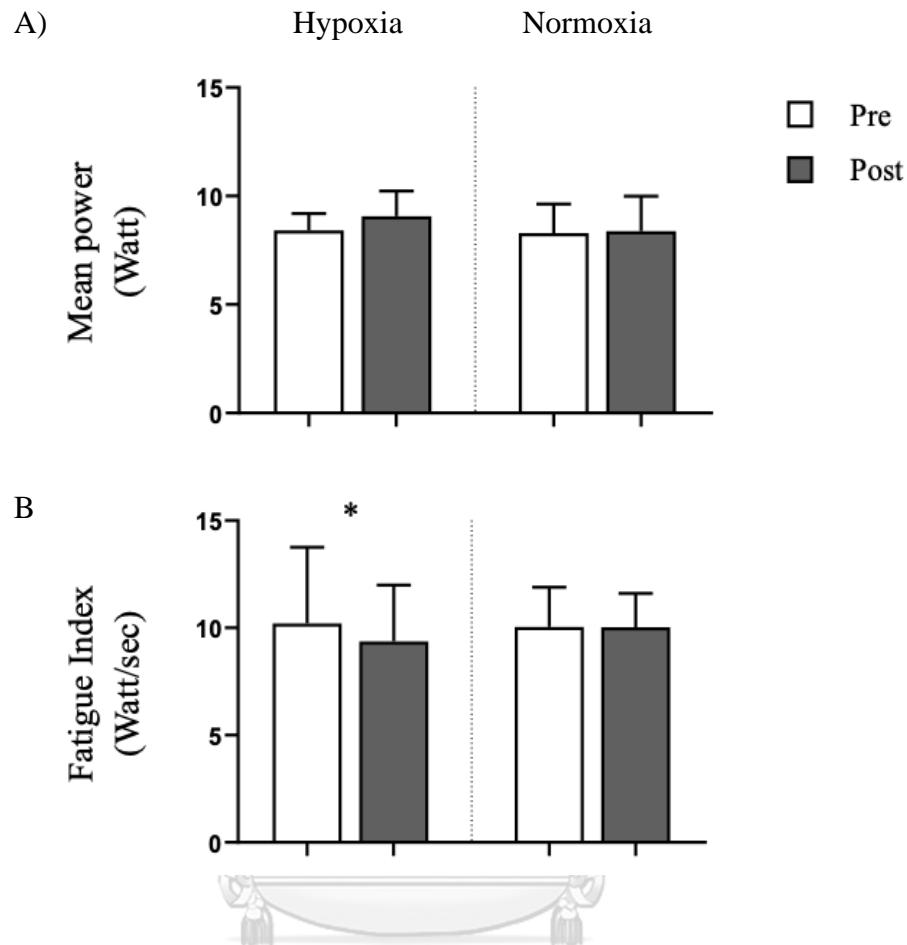 A) Hypoxia Normoxia
15
10
5
0
Mean power
(Watt)
Pre
Post
B
*
15
10
5
0
Fatigue Index
(Watt/sec)